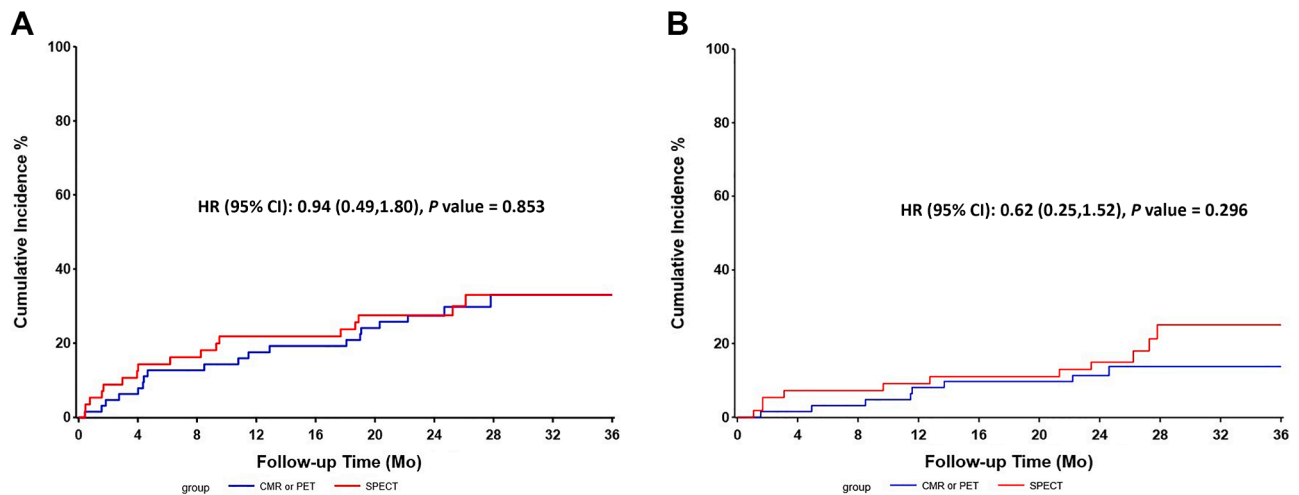 A
Cumulative Incidence %
100
80
60
40
20
0
HR (95% CI): 0.94 (0.49,1.80), P value = 0.853
0 4 8 12 16 20 24 28 32 36
Follow-up Time (Mo)
group CMR or PET SPECT
B
Cumulative Incidence %
100
80
60
40
20
0
HR (95% CI): 0.62 (0.25,1.52), P value = 0.296
0 4 8 12 16 20 24 28 32 36
Follow-up Time (Mo)
group CMR or PET SPECT